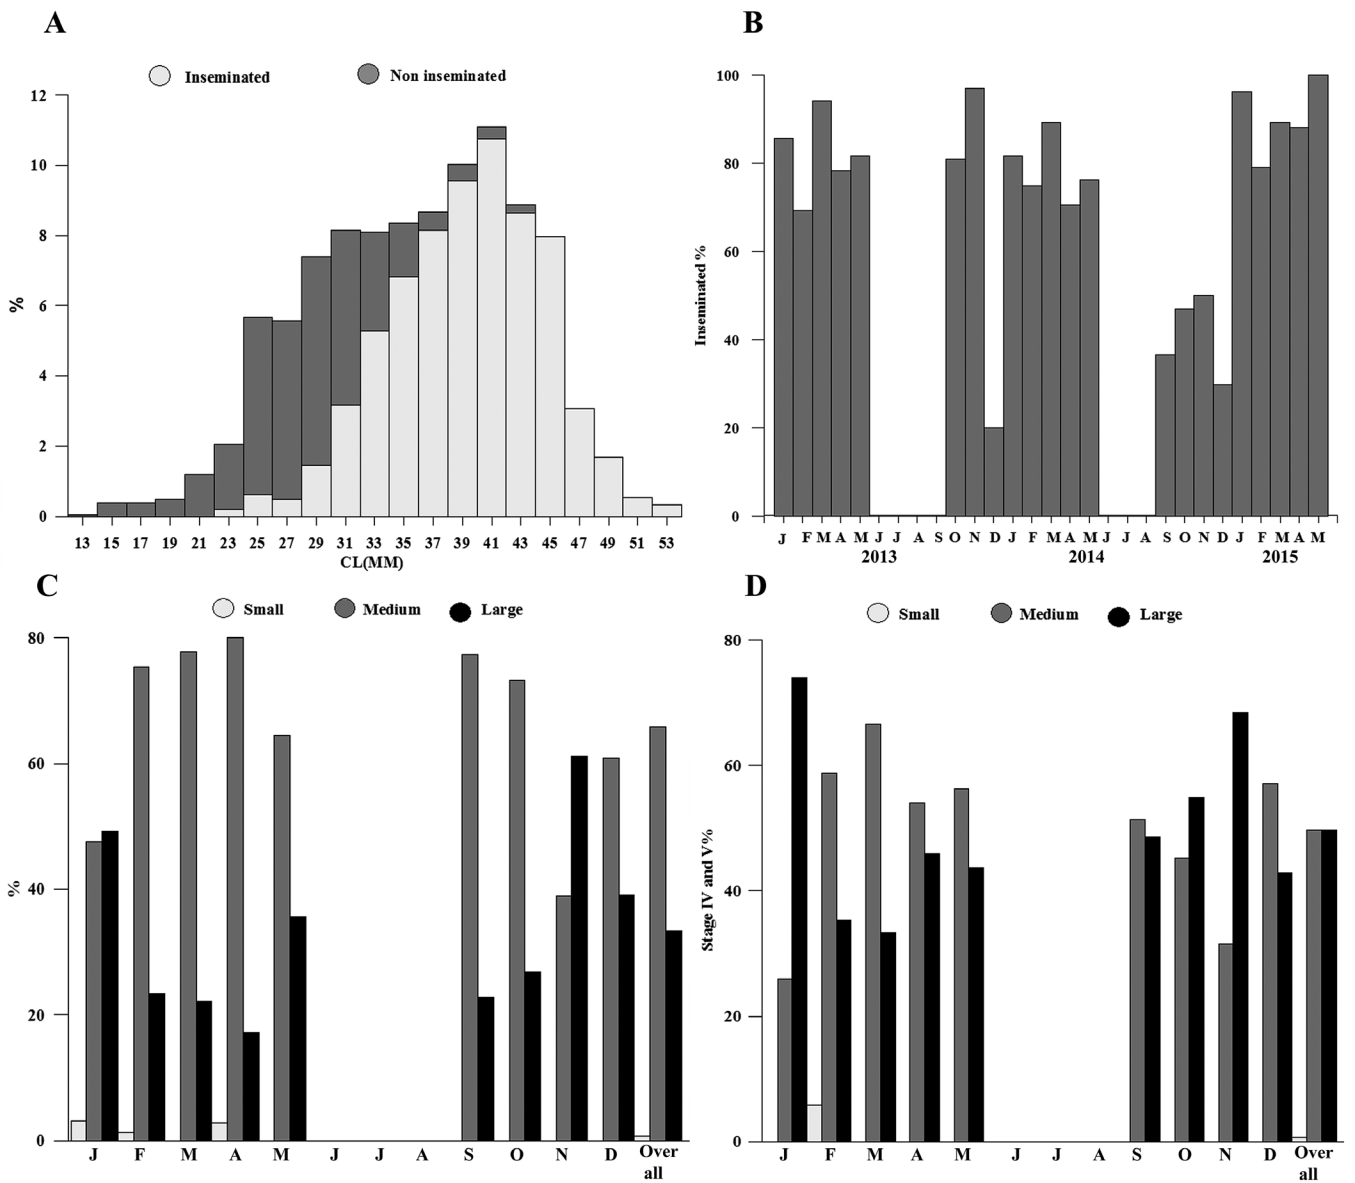 A
Inseminated Non inseminated
12
10
8
6
4
2
0
%
13 15 17 19 21 23 25 27 29 31 33 35 37 39 41 43 45 47 49 51 53
CL(MM)
B
100
80
60
40
20
0
Inseminated %
J F M A M J J A S O N D J F M A M J J A S O N D J F M A M
2013 2014 2015
C
Small Medium Large
80
60
40
20
0
%
J F M A M J J A S O N D Over
all
D
Small Medium Large
80
60
40
20
0
Stage IV and V%
J F M A M J J A S O N D Over
all